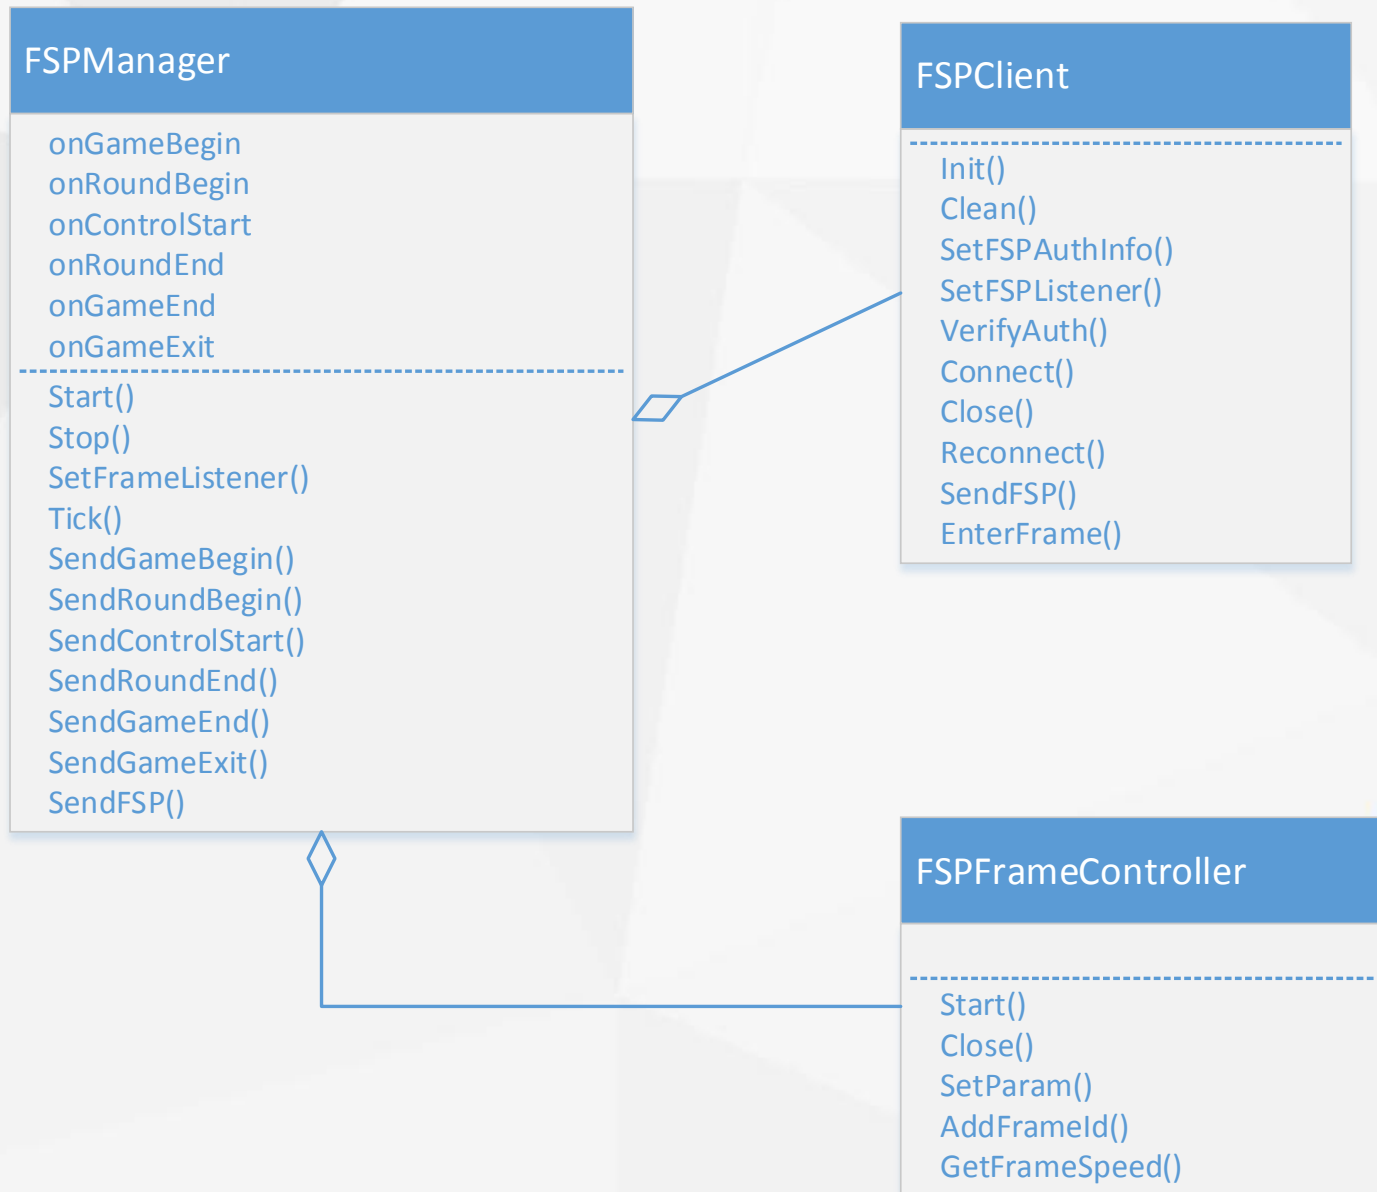 FSPManager
onGameBegin
onRoundBegin
onControlStart
onRoundEnd
onGameEnd
onGameExit
Start()
Stop()
SetFrameListener()
Tick()
SendGameBegin()
SendRoundBegin()
SendControlStart()
SendRoundEnd()
SendGameEnd()
SendGameExit()
SendFSP()
FSPClient
Init()
Clean()
SetFSPAuthInfo()
SetFSPListener()
VerifyAuth()
Connect()
Close()
Reconnect()
SendFSP()
EnterFrame()
FSPFrameController
Start()
Close()
SetParam()
AddFrameId()
GetFrameSpeed()